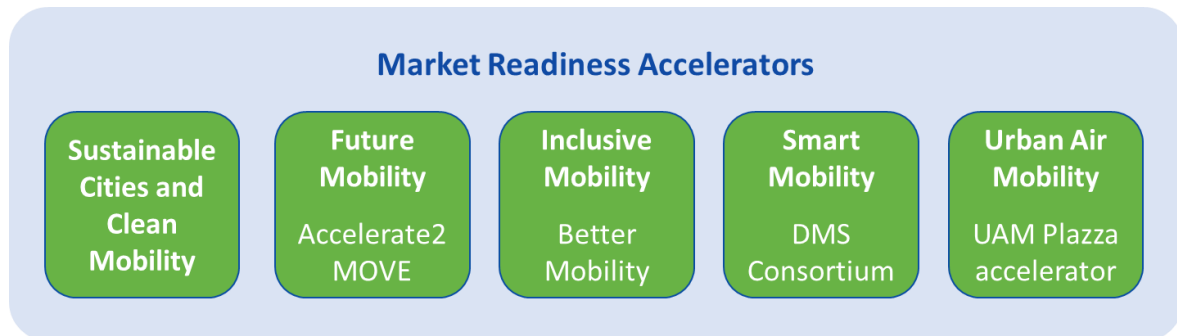 Market Readiness Accelerators
Sustainable
Cities and
Clean
Mobility
Future
Mobility
Accelerate2
MOVE
Inclusive
Mobility
Better
Mobility
Smart
Mobility
DMS
Consortium
Urban Air
Mobility
UAM Plazza
accelerator